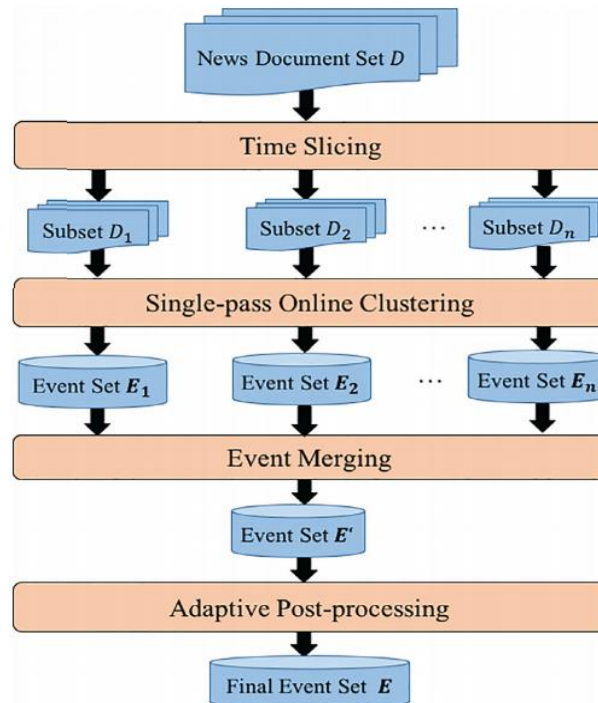 News Document Set D
Time Slicing
Subset D₁
Subset D₂
...
Subset Dₙ
Single-pass Online Clustering
Event Set E₁
Event Set E₂
...
Event Set Eₙ
Event Merging
Event Set E‘
Adaptive Post-processing
Final Event Set E